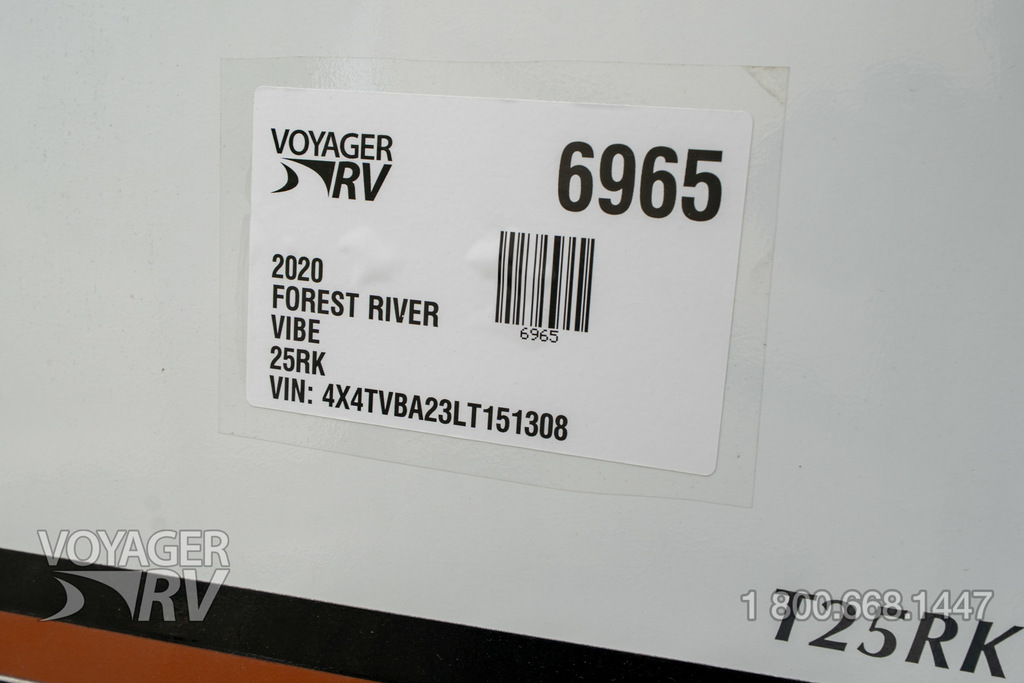 VOYAGER
RV
6965
6965
2020
FOREST RIVER
VIBE
25RK
VIN: 4X4TVBA23LT151308
VOYAGER
RV
1 800.668.1447
T25RK